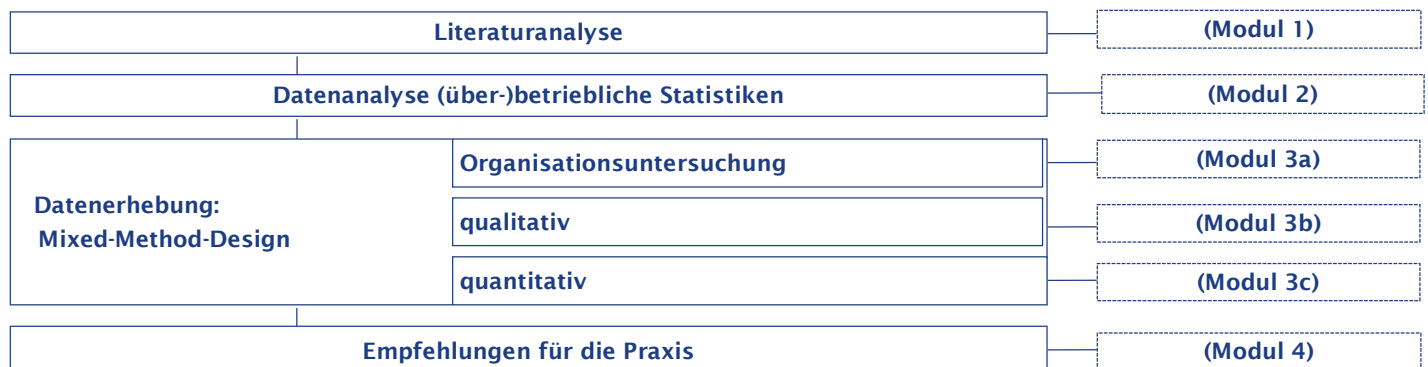 Literaturanalyse
(Modul 1)
Datenanalyse (über-)betriebliche Statistiken
(Modul 2)
Datenerhebung:
Mixed-Method-Design
Organisationsuntersuchung
(Modul 3a)
qualitativ
(Modul 3b)
quantitativ
(Modul 3c)
Empfehlungen für die Praxis
(Modul 4)